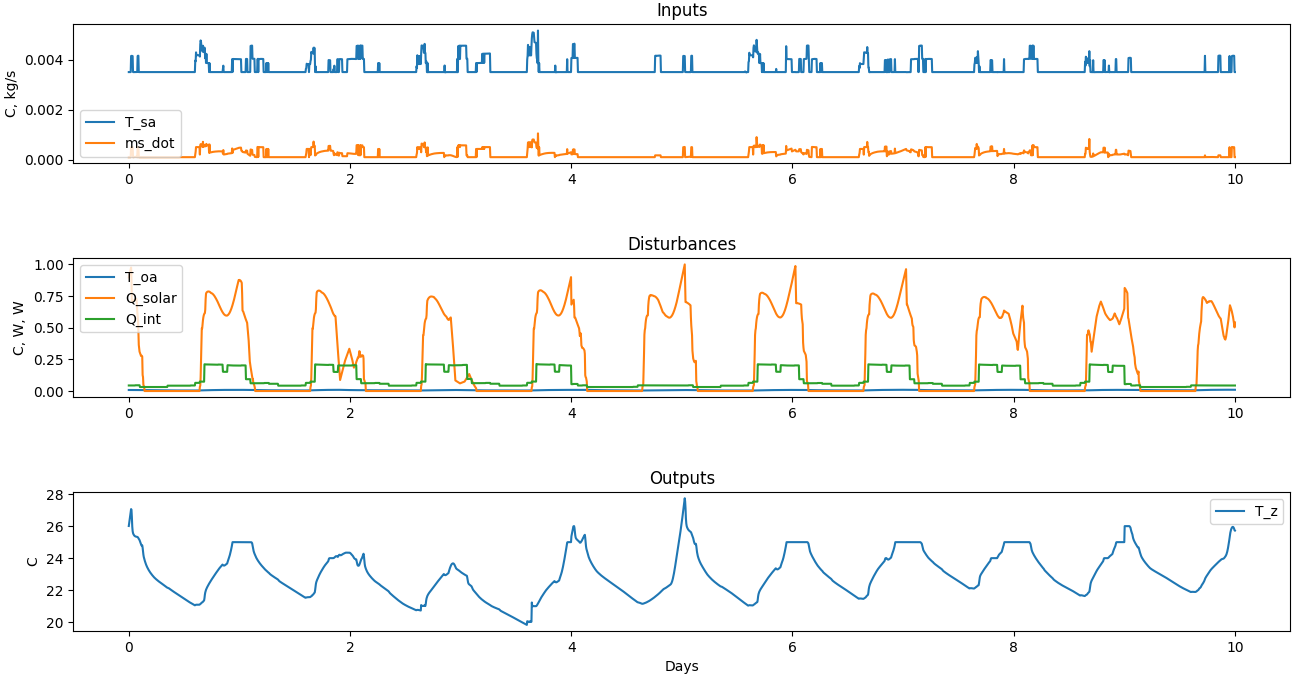 Inputs
C, kg/s
0.004
0.002
0.000
T_sa
ms_dot
0 2 4 6 8 10
Disturbances
C, W, W
1.00
0.75
0.50
0.25
0.00
T_oa
Q_solar
Q_int
0 2 4 6 8 10
Outputs
C
28
26
24
22
20
T_z
0 2 4 6 8 10
Days